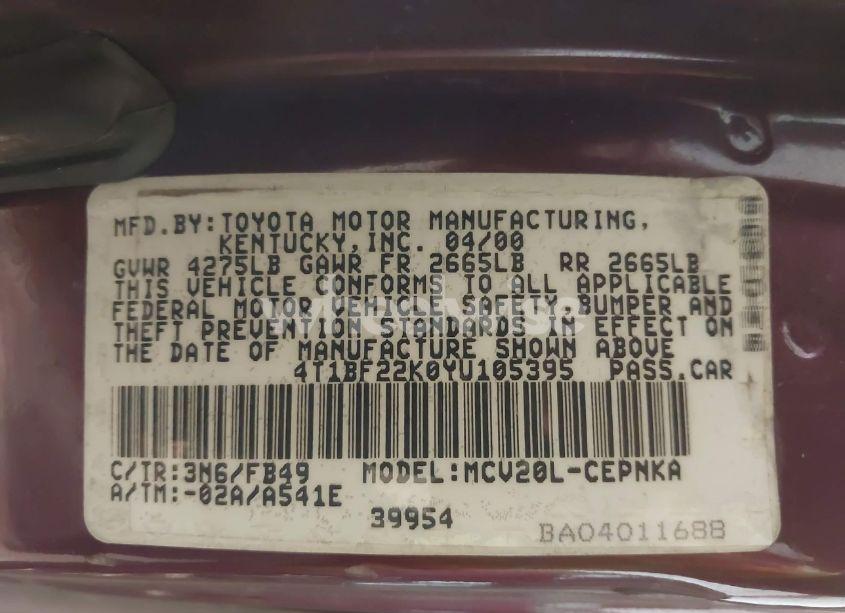 MFD.BY:TOYOTA MOTOR MANUFACTURING,
KENTUCKY,INC. 04/00
GVWR 4275LB GAWR FR 2665LB RR 2665LB
THIS VEHICLE CONFORMS TO ALL APPLICABLE
FEDERAL MOTOR VEHICLE SAFETY,BUMPER AND
THEFT PREVENTION STANDARDS IN EFFECT ON
THE DATE OF MANUFACTURE SHOWN ABOVE
4T1BF22K0YU105395 PASS.CAR
C/TR:3N6/FB49 MODEL:MCV20L-CEPNKA
A/TM:-02A/A541E
39954
BA04011688